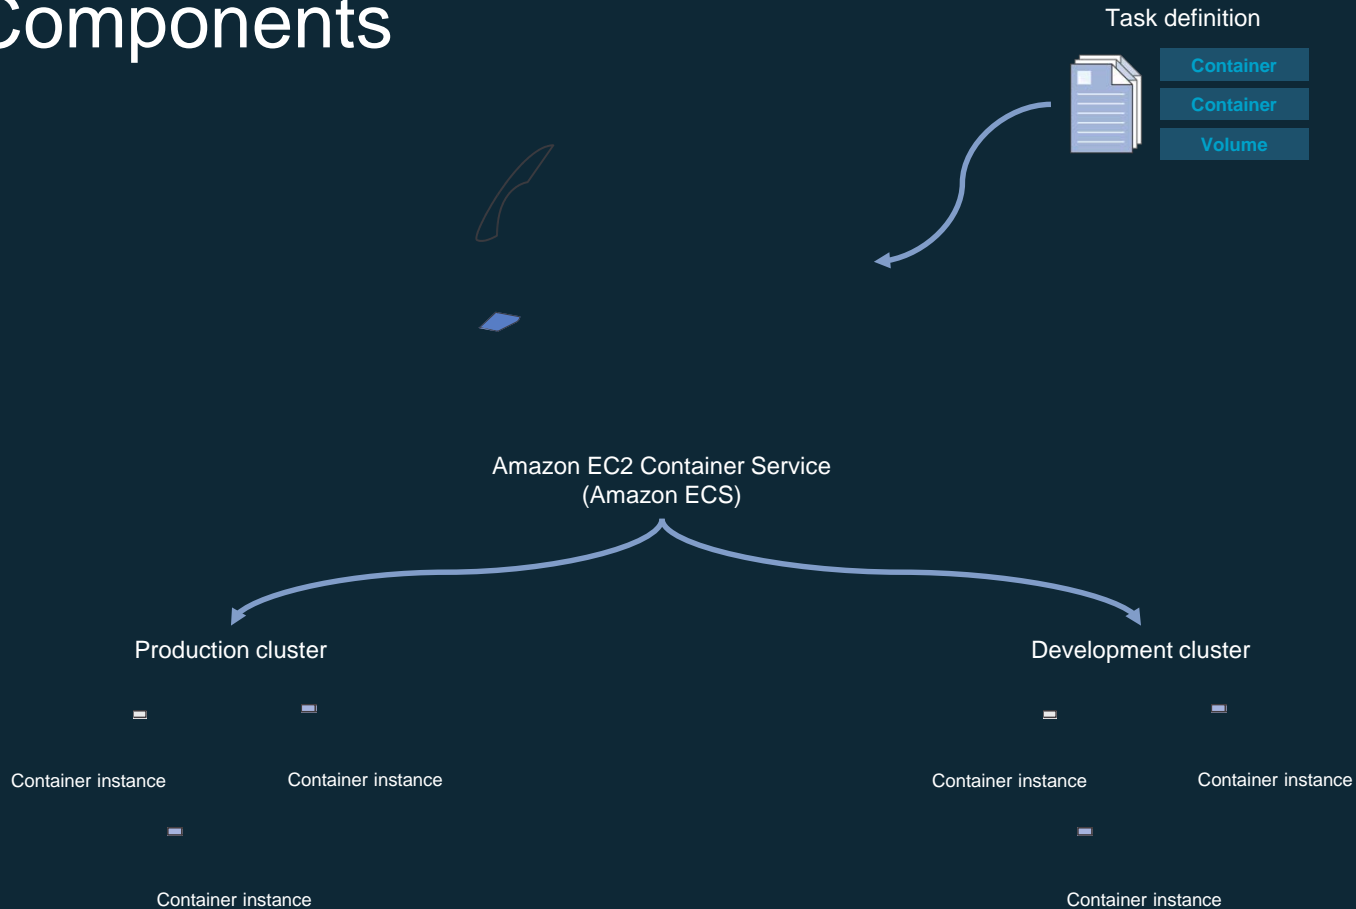 Components
Task definition
Container
Container
Volume
Amazon EC2 Container Service
(Amazon ECS)
Production cluster
Development cluster
Container instance
Container instance
Container instance
Container instance
Container instance
Container instance